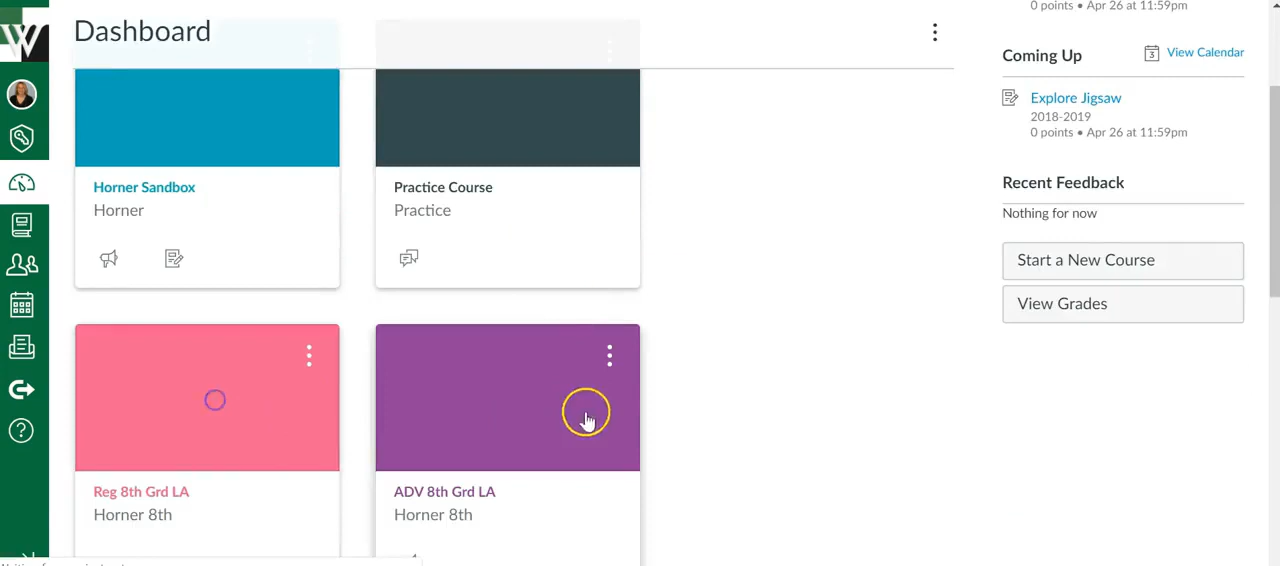 W
Dashboard
0 points • Apr 26 at 11:59pm
Coming Up
3
View Calendar
Explore Jigsaw
2018-2019
0 points • Apr 26 at 11:59pm
Recent Feedback
Nothing for now
Start a New Course
View Grades
Horner Sandbox
Horner
Practice Course
Practice
Reg 8th Grd LA
Horner 8th
ADV 8th Grd LA
Horner 8th